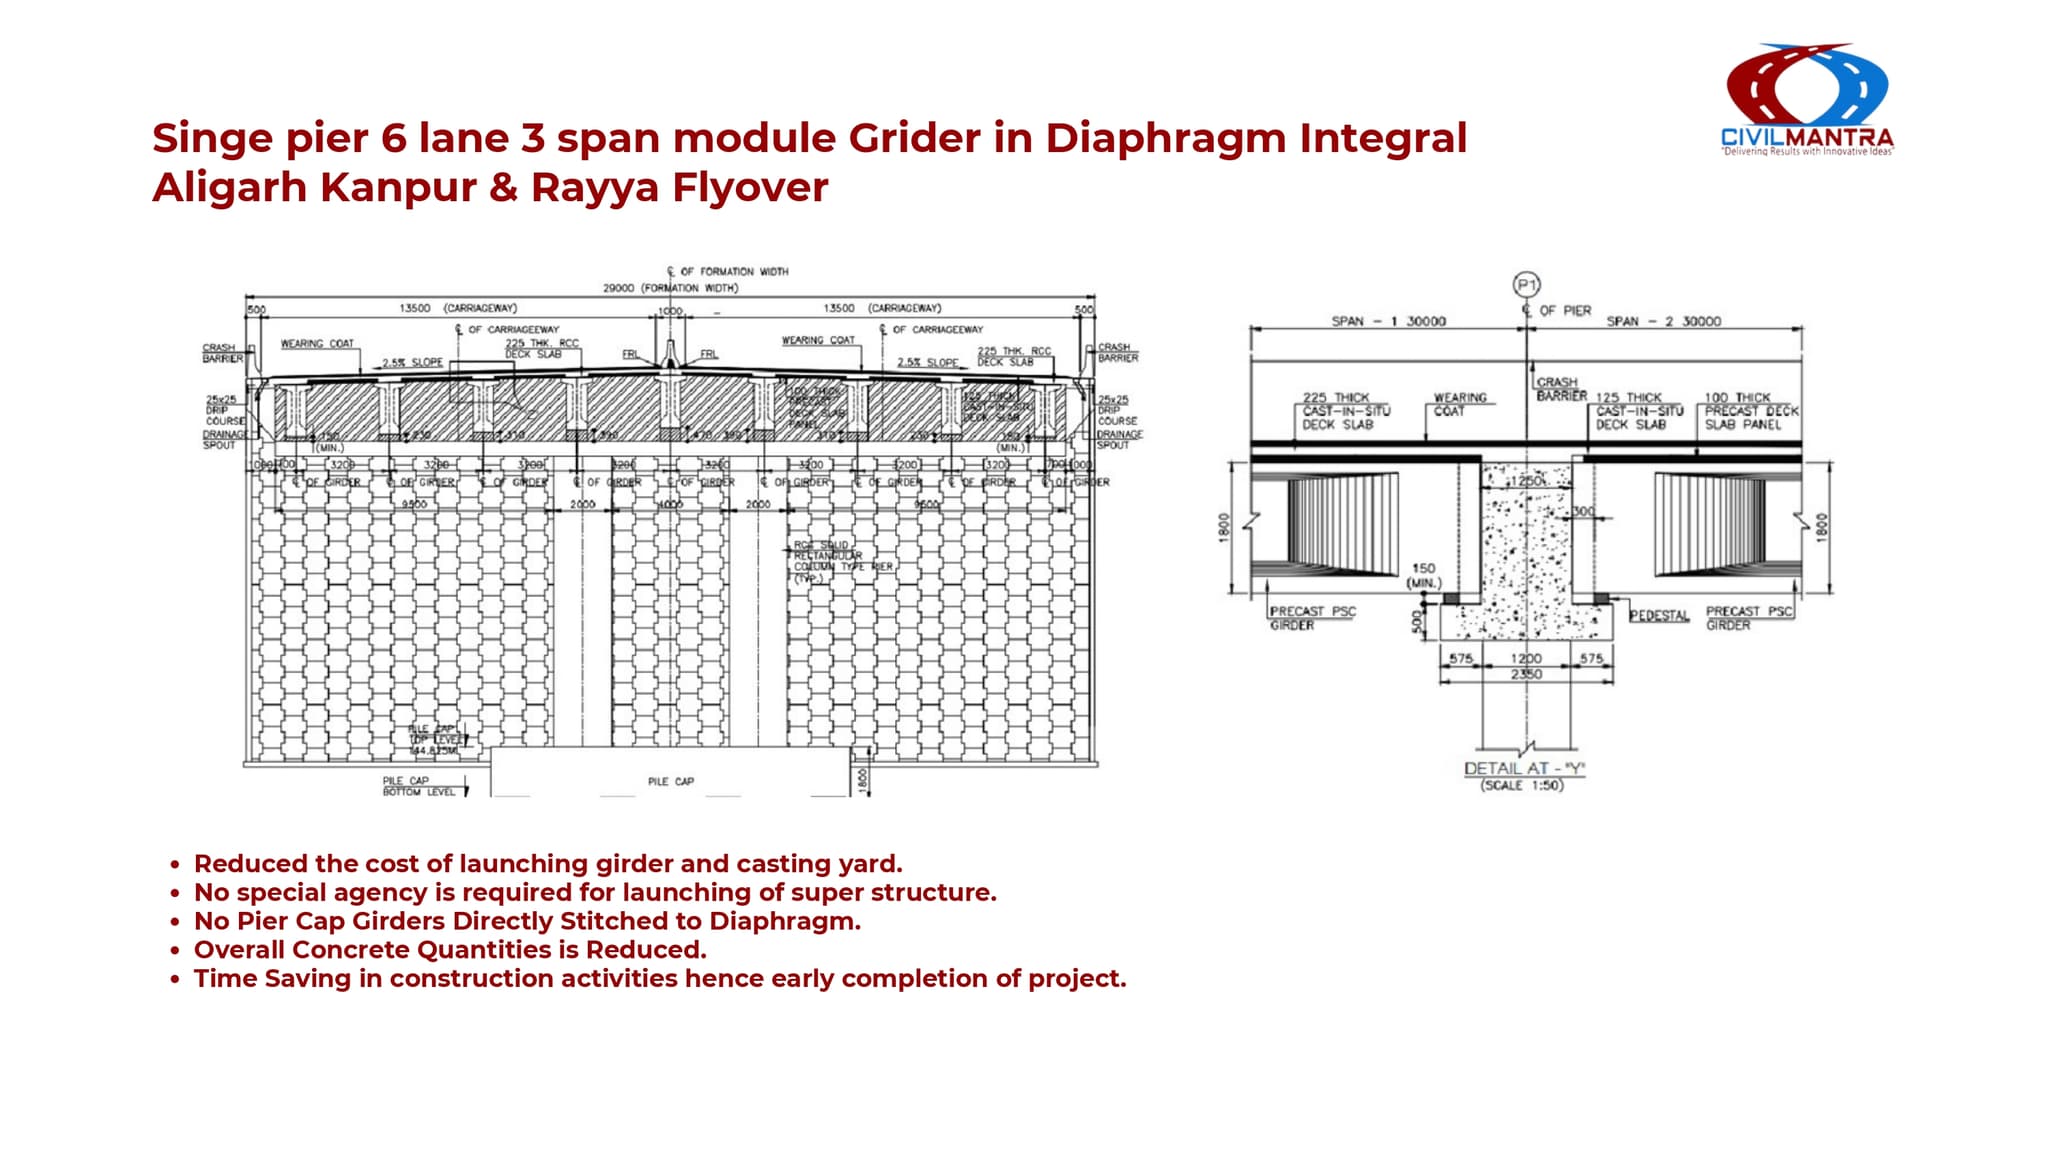 CIVILMANTRA
"Delivering Results with Innovative Ideas"
Singe pier 6 lane 3 span module Grider in Diaphragm Integral
Aligarh Kanpur & Rayya Flyover
℄ OF FORMATION WIDTH
29000 (FORMATION WIDTH)
500
13500 (CARRIAGEWAY)
1000
13500 (CARRIAGEWAY)
500
℄ OF CARRIAGEEWAY
℄ OF CARRIAGEEWAY
CRASH
BARRIER
WEARING COAT
2.5% SLOPE
225 THK. RCC
DECK SLAB
FRL
FRL
WEARING COAT
2.5% SLOPE
225 THK. RCC
DECK SLAB
CRASH
BARRIER
25x25
DRIP
COURSE
DRAINAGE
SPOUT
100 THICK
PRECAST
DECK SLAB
PANEL
125 THICK
CAST-IN-SITU
DECK SLAB
25x25
DRIP
COURSE
DRAINAGE
SPOUT
150
(MIN.)
230
310
390
470
390
310
230
150
(MIN.)
1000
700
3200
3200
3200
3200
3200
3200
3200
3200
700
1000
℄ OF GIRDER
℄ OF GIRDER
℄ OF GIRDER
℄ OF GIRDER
℄ OF GIRDER
℄ OF GIRDER
℄ OF GIRDER
℄ OF GIRDER
℄ OF GIRDER
9500
2000
4000
2000
9500
RCC SOLID
RECTANGULAR
COLUMN TYPE PIER
(TYP.)
PILE CAP
TOP LEVEL
PILE CAP
BOTTOM LEVEL
PILE CAP
1800
P1
℄ OF PIER
SPAN - 1 30000
SPAN - 2 30000
CRASH
BARRIER
225 THICK
CAST-IN-SITU
DECK SLAB
WEARING
COAT
125 THICK
CAST-IN-SITU
DECK SLAB
100 THICK
PRECAST DECK
SLAB PANEL
1250
300
1800
1800
150
(MIN.)
500
PRECAST PSC
GIRDER
PEDESTAL
PRECAST PSC
GIRDER
575
1200
575
2350
DETAIL AT - "Y"
(SCALE 1:50)
• Reduced the cost of launching girder and casting yard.
• No special agency is required for launching of super structure.
• No Pier Cap Girders Directly Stitched to Diaphragm.
• Overall Concrete Quantities is Reduced.
• Time Saving in construction activities hence early completion of project.